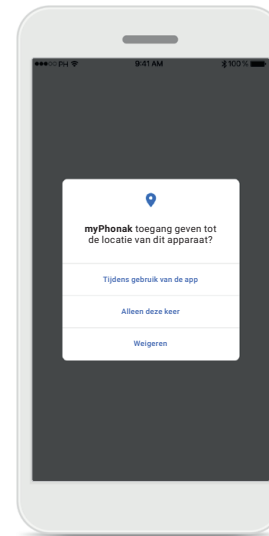 PH 9:41 AM 100 %
myPhonak toegang geven tot
de locatie van dit apparaat?
Tijdens gebruik van de app
Alleen deze keer
Weigeren